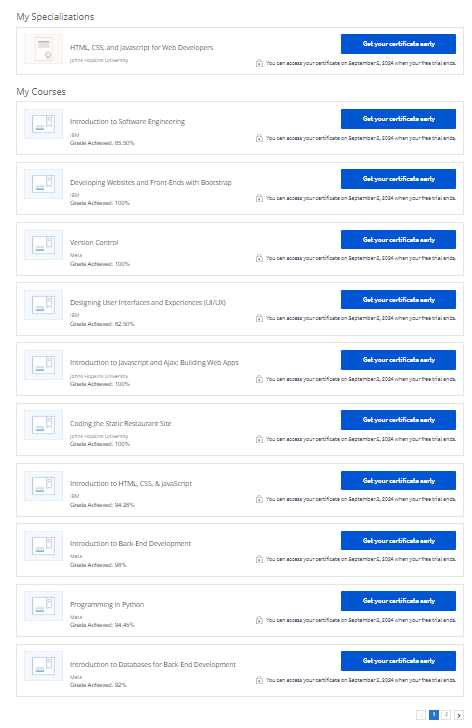 My Specializations
HTML, CSS, and Javascript for Web Developers
Johns Hopkins University
Get your certificate early
You can access your certificate on September 2, 2024 when your free trial ends.
My Courses
Introduction to Software Engineering
IBM
Grade Achieved: 85.50%
Get your certificate early
You can access your certificate on September 2, 2024 when your free trial ends.
Developing Websites and Front-Ends with Bootstrap
IBM
Grade Achieved: 100%
Get your certificate early
You can access your certificate on September 2, 2024 when your free trial ends.
Version Control
Meta
Grade Achieved: 100%
Get your certificate early
You can access your certificate on September 2, 2024 when your free trial ends.
Designing User Interfaces and Experiences (UI/UX)
IBM
Grade Achieved: 82.50%
Get your certificate early
You can access your certificate on September 2, 2024 when your free trial ends.
Introduction to Javascript and Ajax: Building Web Apps
Johns Hopkins University
Grade Achieved: 100%
Get your certificate early
You can access your certificate on September 2, 2024 when your free trial ends.
Coding the Static Restaurant Site
Johns Hopkins University
Grade Achieved: 100%
Get your certificate early
You can access your certificate on September 2, 2024 when your free trial ends.
Introduction to HTML, CSS, & JavaScript
IBM
Grade Achieved: 94.28%
Get your certificate early
You can access your certificate on September 2, 2024 when your free trial ends.
Introduction to Back-End Development
Meta
Grade Achieved: 98%
Get your certificate early
You can access your certificate on September 2, 2024 when your free trial ends.
Programming in Python
Meta
Grade Achieved: 94.45%
Get your certificate early
You can access your certificate on September 2, 2024 when your free trial ends.
Introduction to Databases for Back-End Development
Meta
Grade Achieved: 92%
Get your certificate early
You can access your certificate on September 2, 2024 when your free trial ends.
1 2